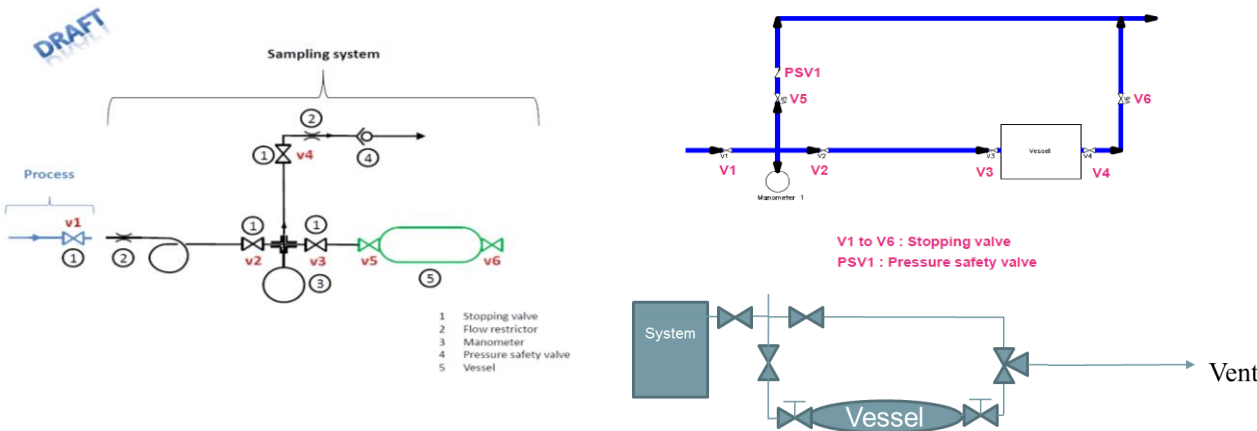 DRAFT
Sampling system
2
1
v4
4
Process
v1
1
2
1
v2
1
v3
3
v5
5
v6
1 Stopping valve
2 Flow restrictor
3 Manometer
4 Pressure safety valve
5 Vessel
PSV1
V5
V6
V1
V1
V2
V2
Manometer 1
V3
V3
Vessel
V4
V4
V1 to V6 : Stopping valve
PSV1 : Pressure safety valve
System
Vent
Vessel